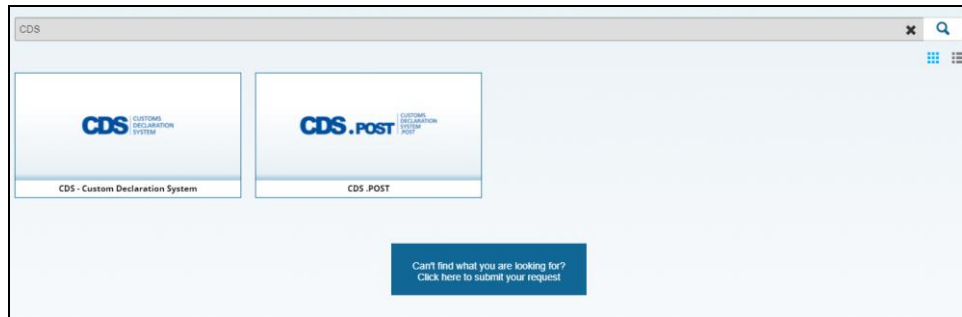 CDS
CDS CUSTOMS
DECLARATION
SYSTEM
CDS.POST CUSTOMS
DECLARATION
SYSTEM
.POST
CDS - Custom Declaration System
CDS .POST
Can't find what you are looking for?
Click here to submit your request